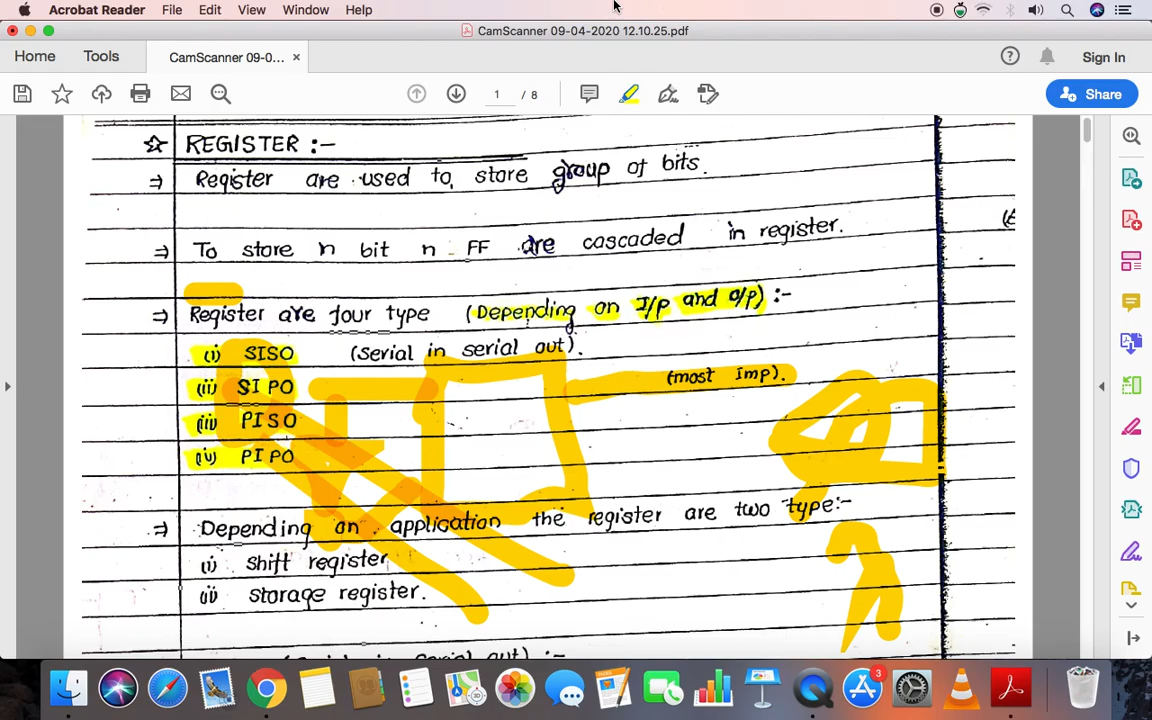 Acrobat Reader File Edit View Window Help
CamScanner 09-04-2020 12.10.25.pdf
Home Tools CamScanner 09-0... × Sign In
1 / 8 Share
☆ REGISTER :-
⇒ Register are used to store group of bits.
⇒ To store n bit n - FF are cascaded in register.
⇒ Register are four type (Depending on I/p and O/p) :-
(i) SISO (serial in serial out).
(ii) SIPO (most imp).
(iii) PISO
(iv) PIPO
⇒ Depending on application the register are two type:-
(i) shift register
(ii) storage register.
3